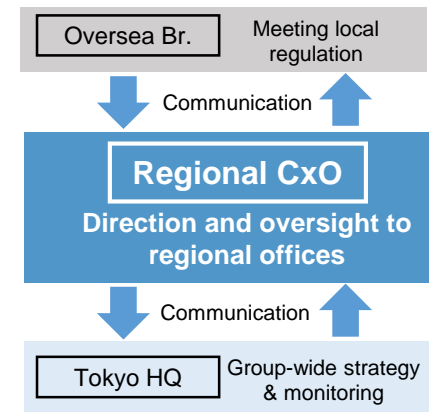 Oversea Br.
Meeting local
regulation
Communication
Regional CxO
Direction and oversight to
regional offices
Communication
Tokyo HQ
Group-wide strategy
& monitoring